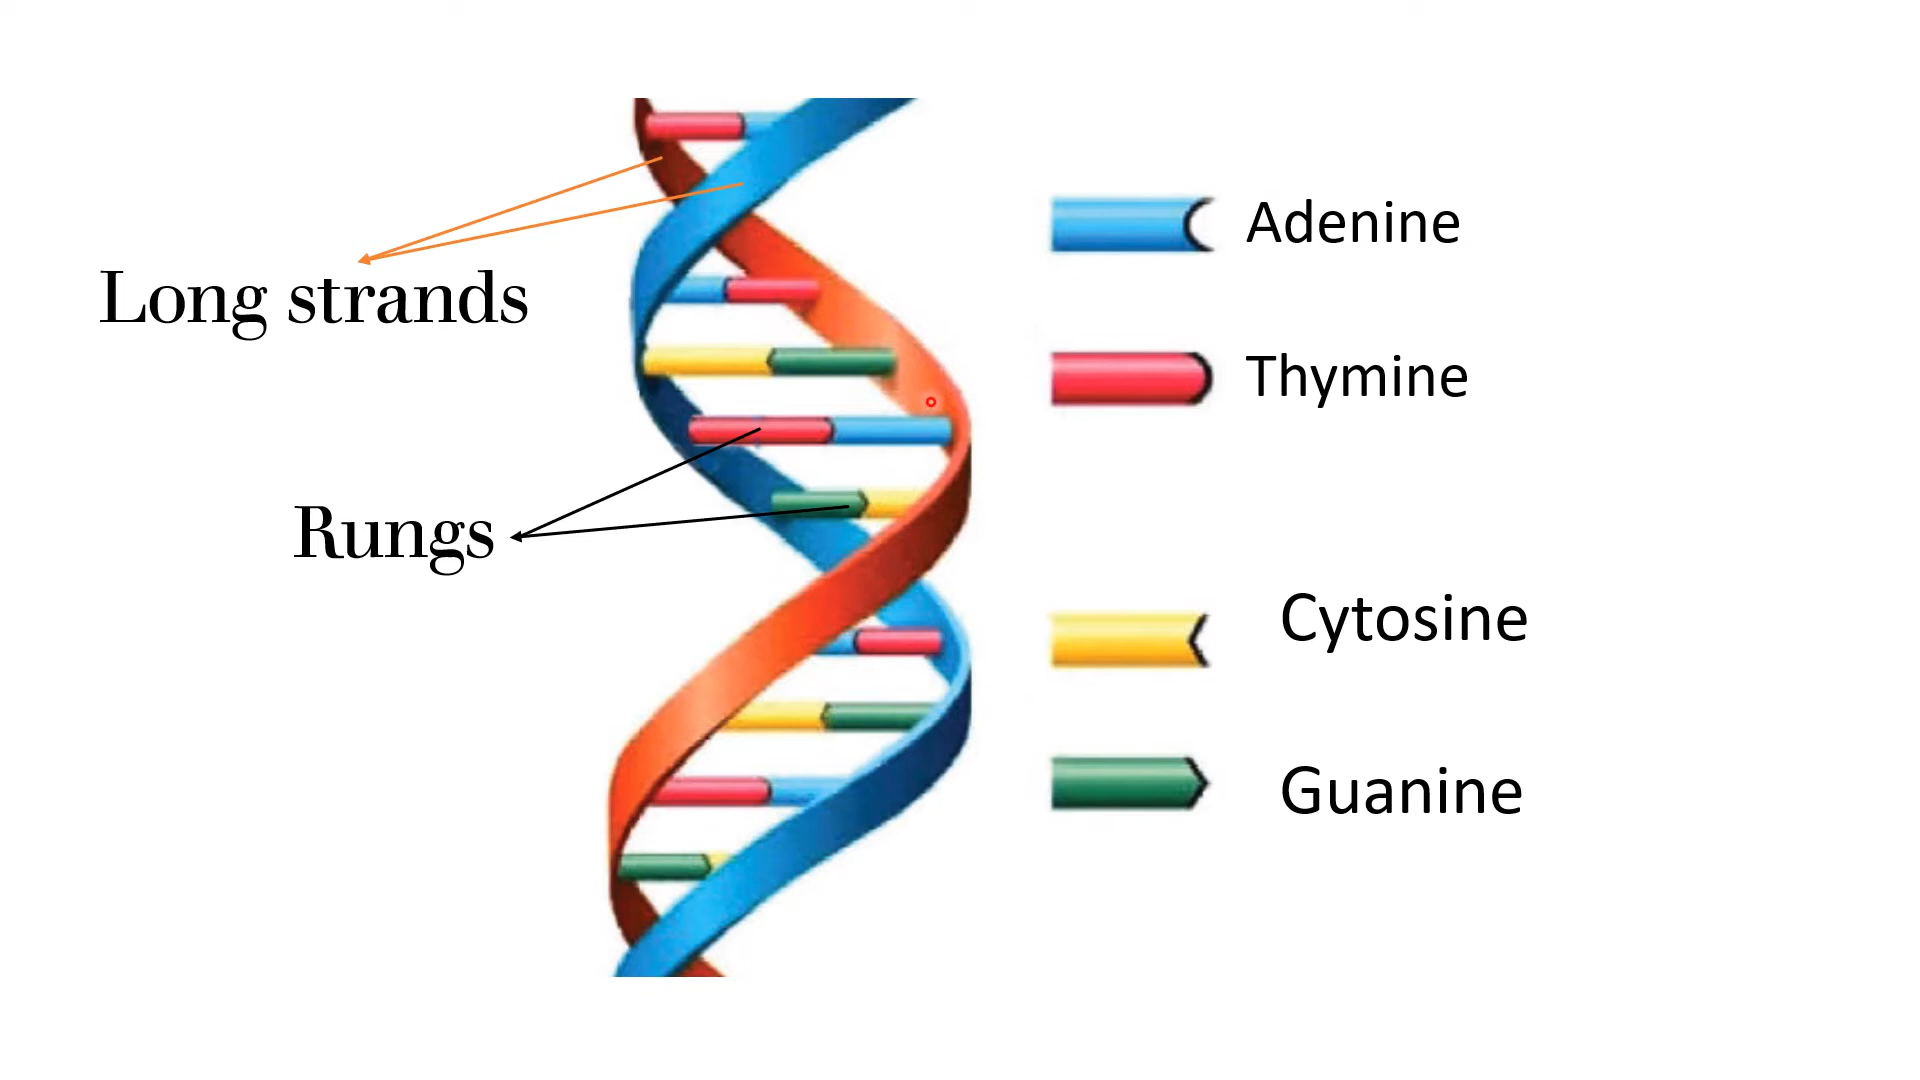 Long strands
Rungs
Adenine
Thymine
Cytosine
Guanine